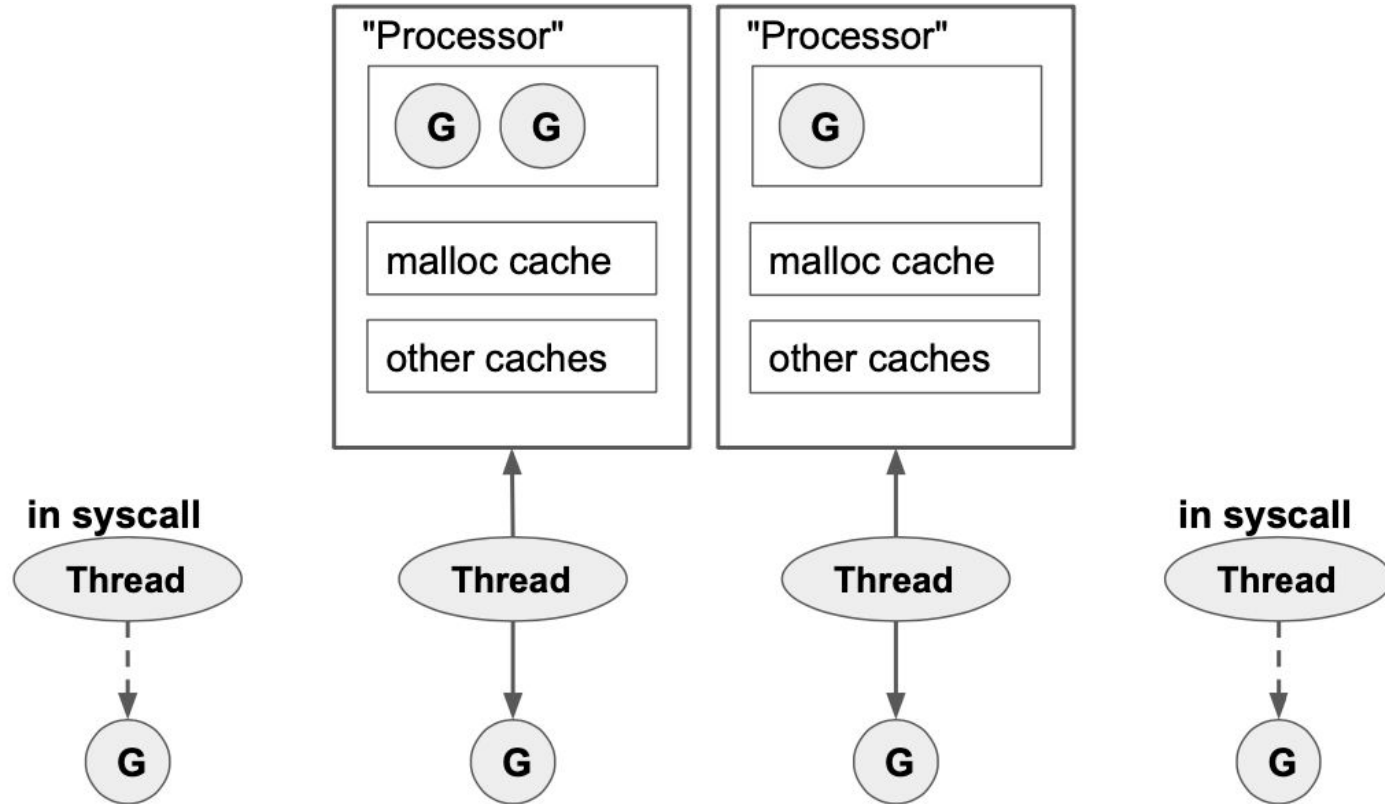 "Processor"
"Processor"
G
G
G
malloc cache
malloc cache
other caches
other caches
in syscall
in syscall
Thread
Thread
Thread
Thread
G
G
G
G